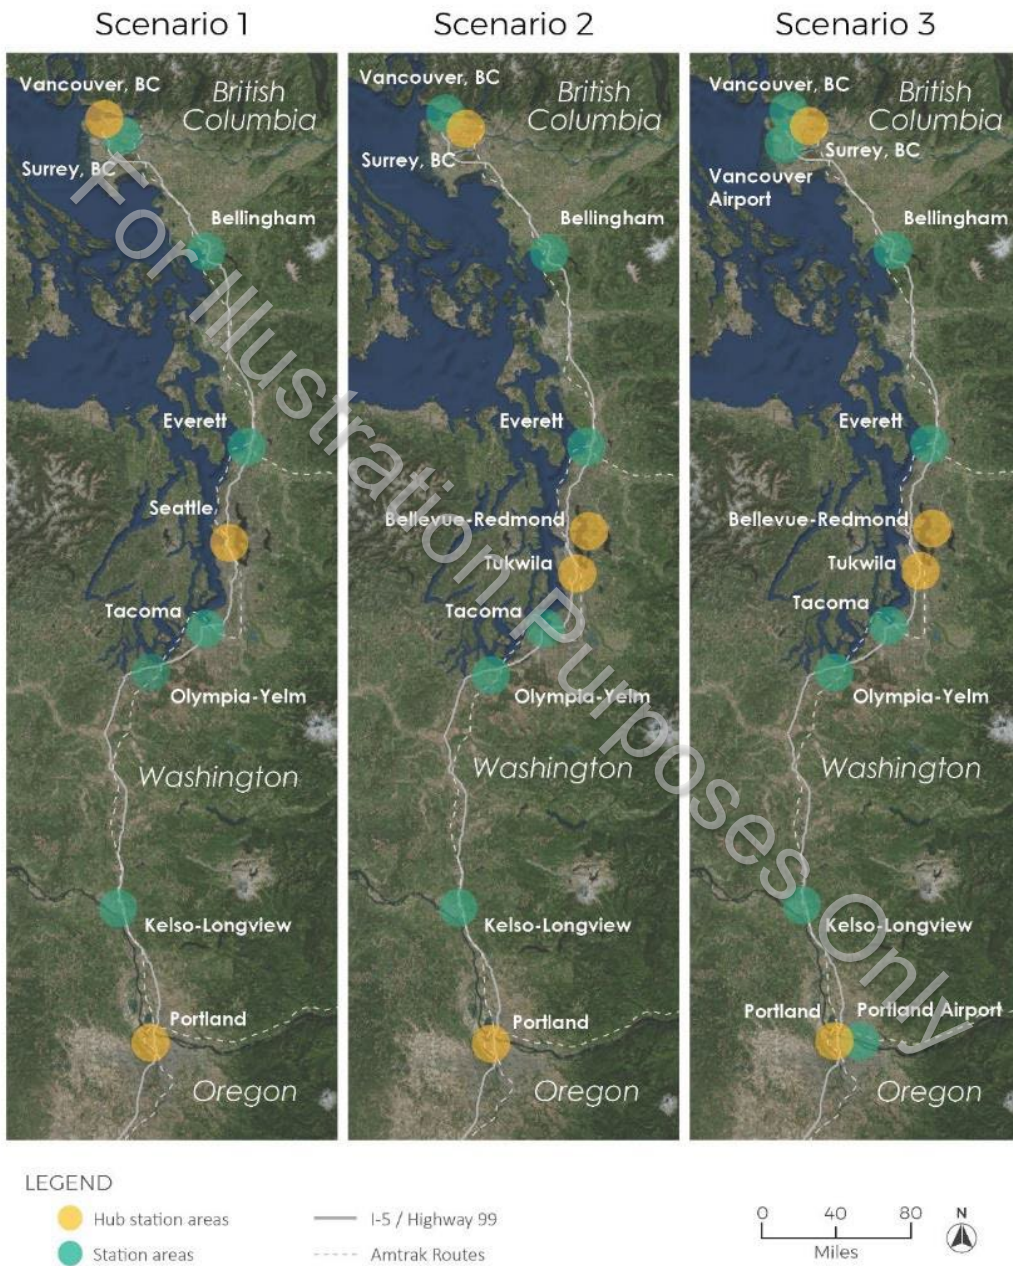 Scenario 1
Vancouver, BC
British
Columbia
Surrey, BC
Bellingham
Everett
Seattle
Tacoma
Olympia-Yelm
Washington
Kelso-Longview
Portland
Oregon
Scenario 2
Vancouver, BC
British
Columbia
Surrey, BC
Bellingham
Everett
Bellevue-Redmond
Tukwila
Tacoma
Olympia-Yelm
Washington
Kelso-Longview
Portland
Oregon
Scenario 3
Vancouver, BC
British
Columbia
Surrey, BC
Vancouver
Airport
Bellingham
Everett
Bellevue-Redmond
Tukwila
Tacoma
Olympia-Yelm
Washington
Kelso-Longview
Portland
Portland Airport
Oregon
For Illustration Purposes Only
LEGEND
Hub station areas
Station areas
I-5 / Highway 99
Amtrak Routes
0 40 80
Miles
N